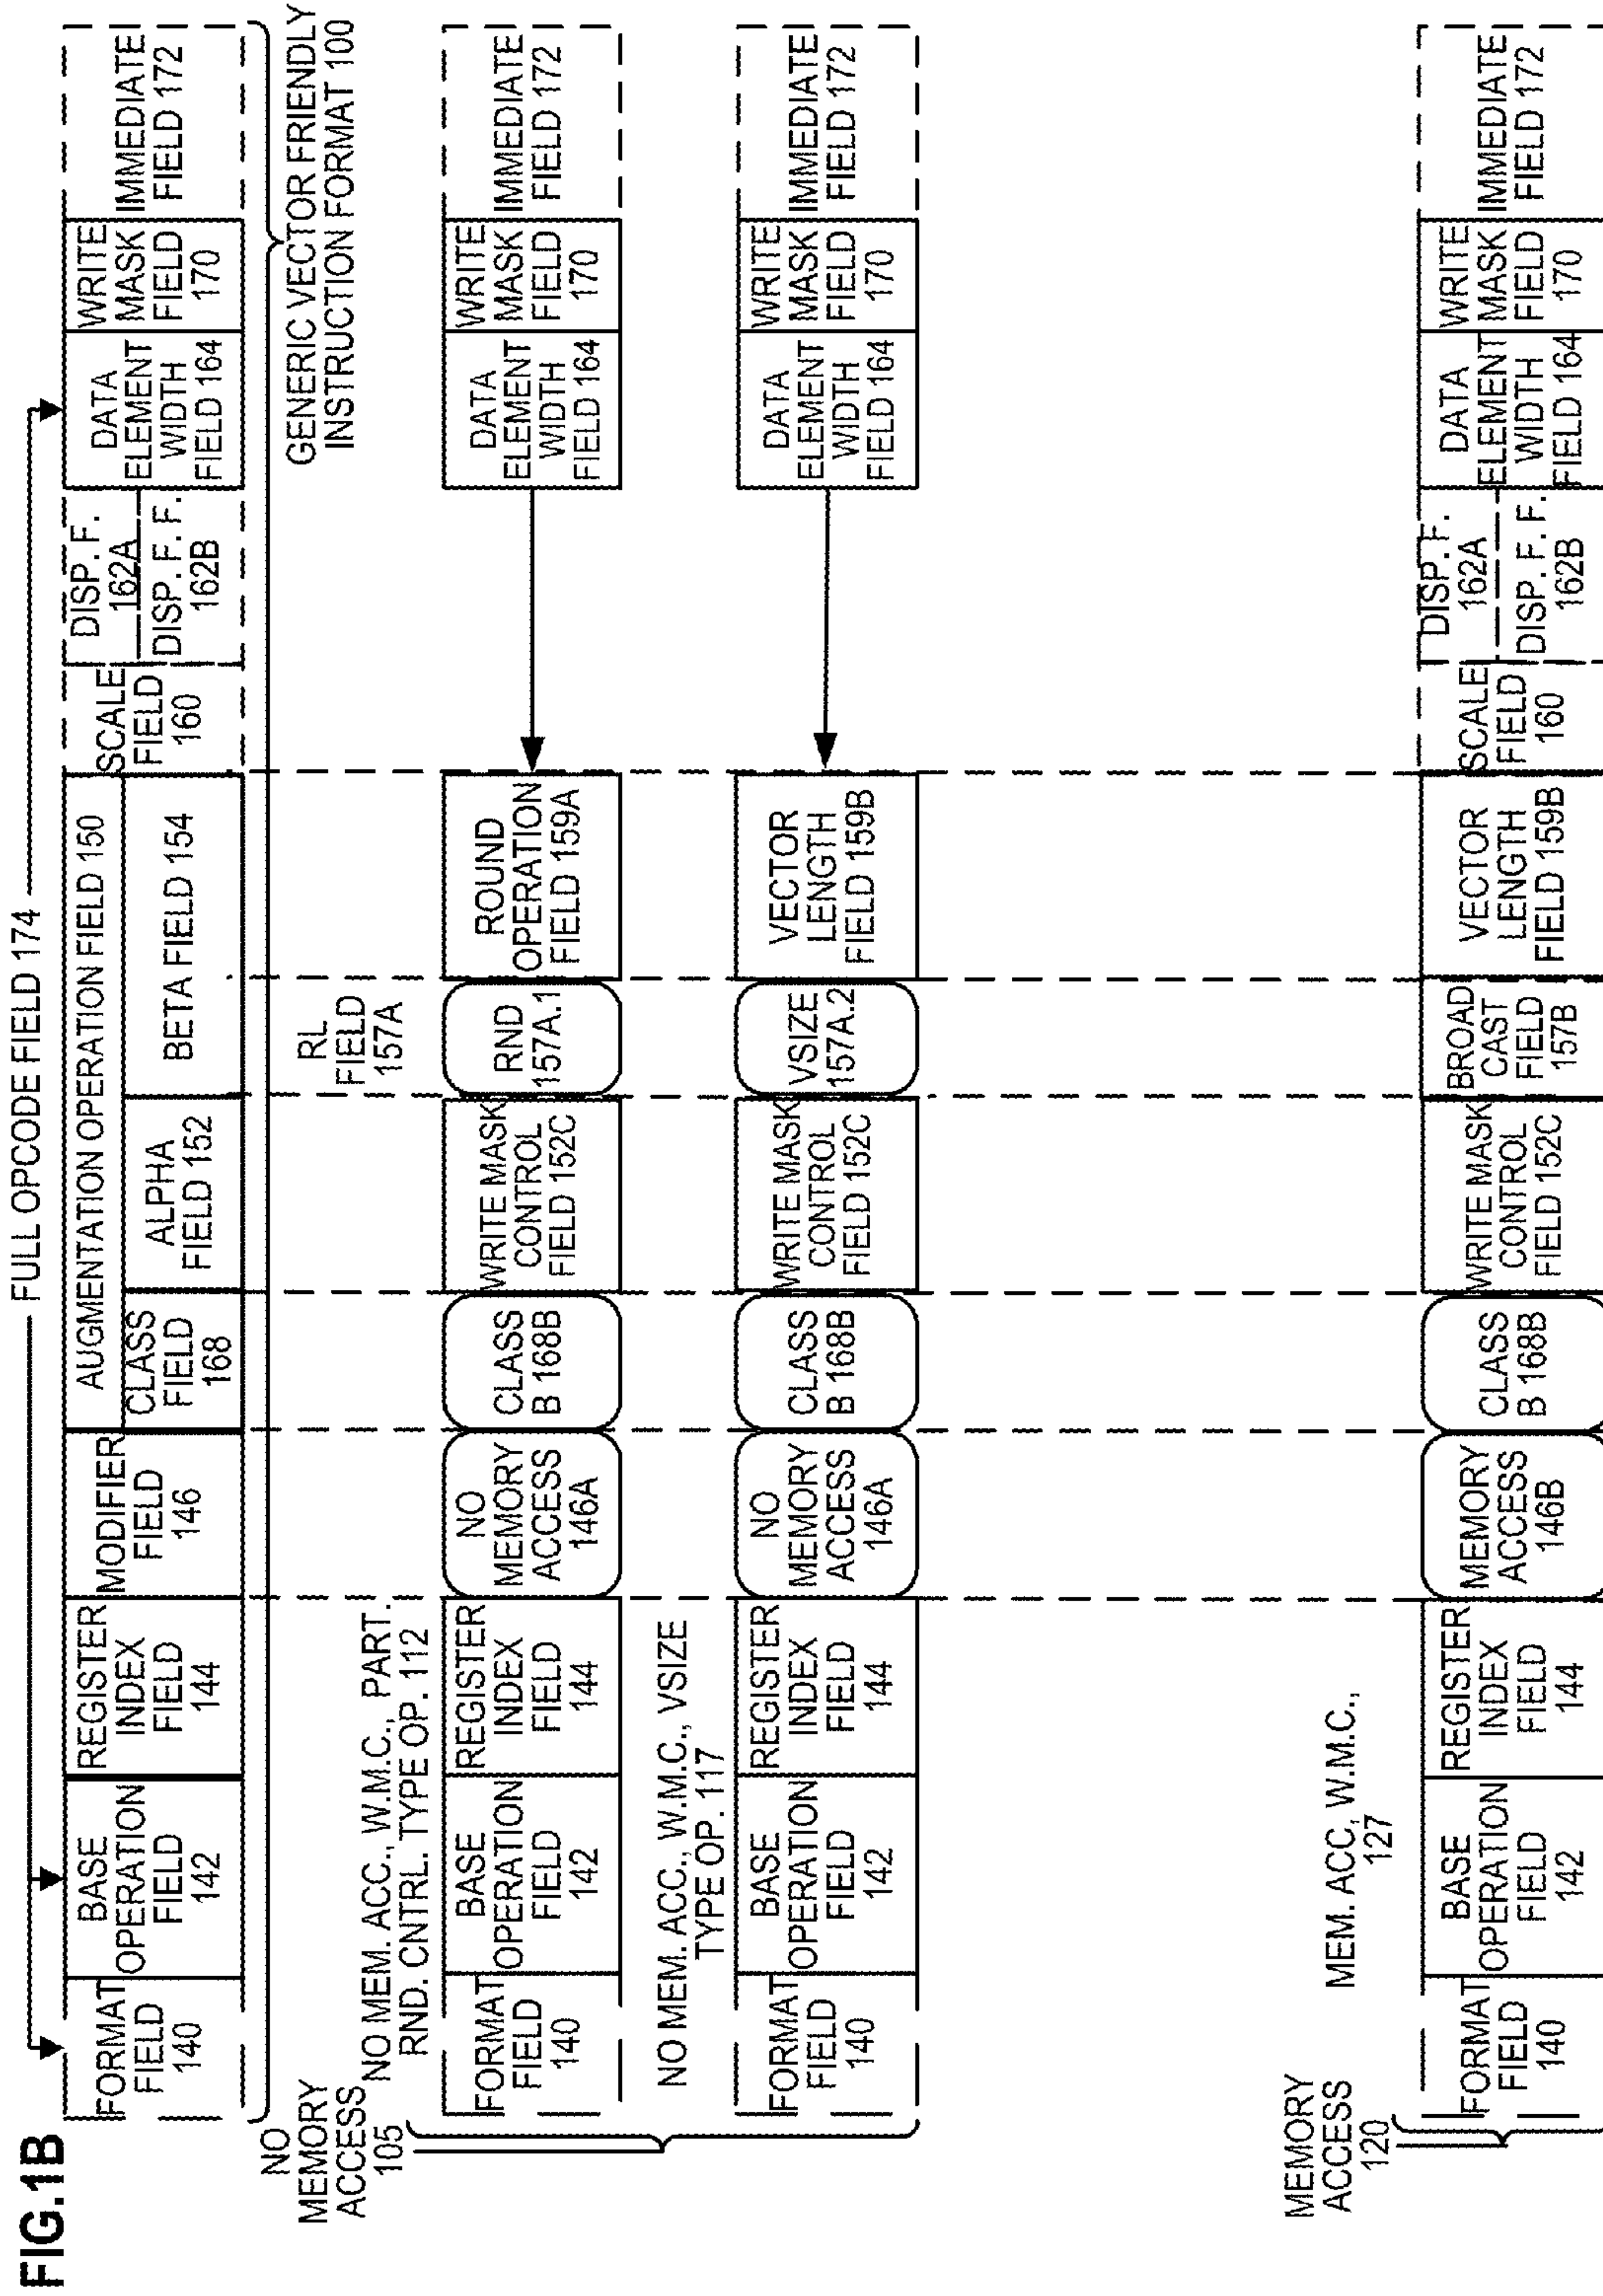 FIG.1B
FULL OPCODE FIELD 174
FORMAT
FIELD
140
BASE
OPERATION
FIELD
142
REGISTER
INDEX
FIELD
144
MODIFIER
FIELD
146
AUGMENTATION OPERATION FIELD 150
CLASS
FIELD
168
ALPHA
FIELD 152
BETA FIELD 154
SCALE
FIELD
160
DISP. F.
162A
DISP. F. F.
162B
DATA
ELEMENT
WIDTH
FIELD 164
WRITE
MASK
FIELD
170
IMMEDIATE
FIELD 172
GENERIC VECTOR FRIENDLY
INSTRUCTION FORMAT 100
NO
MEMORY
ACCESS
105
RL
FIELD
157A
NO MEM. ACC., W.M.C., PART.
RND. CNTRL. TYPE OP. 112
FORMAT
FIELD
140
BASE
OPERATION
FIELD
142
REGISTER
INDEX
FIELD
144
NO
MEMORY
ACCESS
146A
CLASS
B 168B
WRITE MASK
CONTROL
FIELD 152C
RND
157A.1
ROUND
OPERATION
FIELD 159A
DATA
ELEMENT
WIDTH
FIELD 164
WRITE
MASK
FIELD
170
IMMEDIATE
FIELD 172
NO MEM. ACC., W.M.C., VSIZE
TYPE OP. 117
FORMAT
FIELD
140
BASE
OPERATION
FIELD
142
REGISTER
INDEX
FIELD
144
NO
MEMORY
ACCESS
146A
CLASS
B 168B
WRITE MASK
CONTROL
FIELD 152C
VSIZE
157A.2
VECTOR
LENGTH
FIELD 159B
DATA
ELEMENT
WIDTH
FIELD 164
WRITE
MASK
FIELD
170
IMMEDIATE
FIELD 172
MEMORY
ACCESS
120
MEM. ACC, W.M.C.,
127
FORMAT
FIELD
140
BASE
OPERATION
FIELD
142
REGISTER
INDEX
FIELD
144
MEMORY
ACCESS
146B
CLASS
B 168B
WRITE MASK
CONTROL
FIELD 152C
BROAD
CAST
FIELD
157B
VECTOR
LENGTH
FIELD 159B
SCALE
FIELD
160
DISP. F.
162A
DISP. F. F.
162B
DATA
ELEMENT
WIDTH
FIELD 164
WRITE
MASK
FIELD
170
IMMEDIATE
FIELD 172